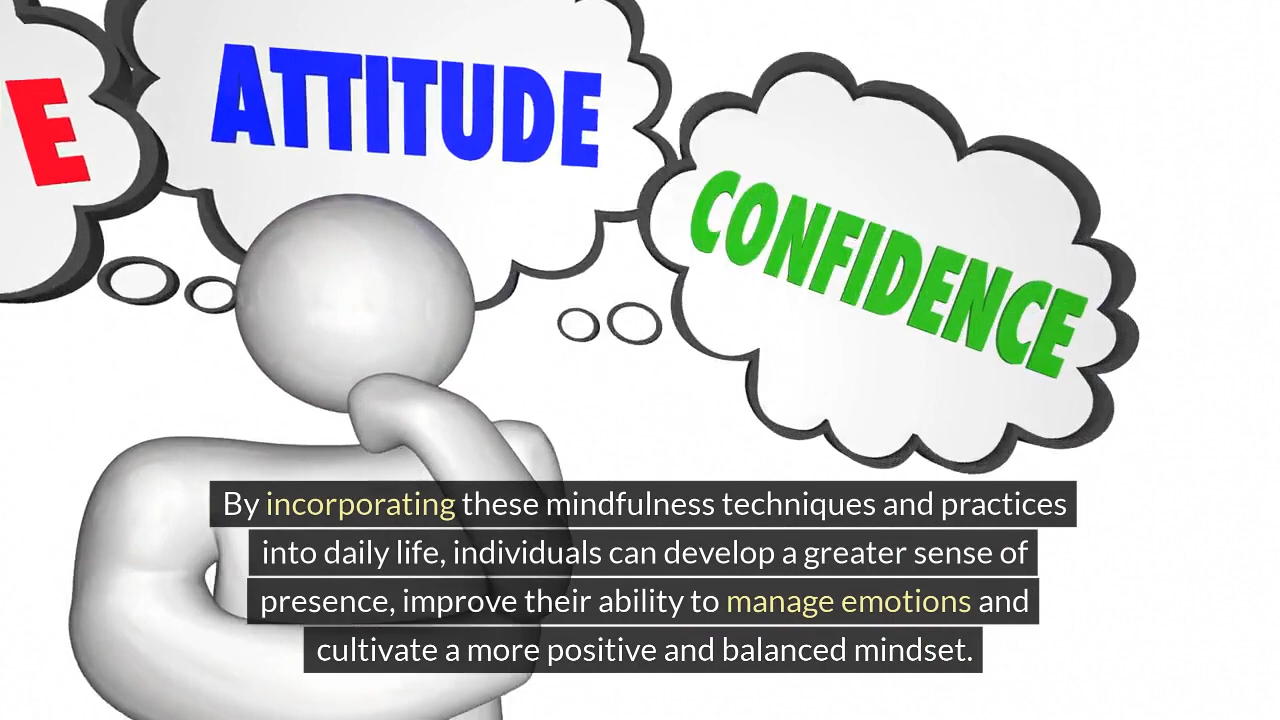 E
ATTITUDE
CONFIDENCE
By incorporating these mindfulness techniques and practices
into daily life, individuals can develop a greater sense of
presence, improve their ability to manage emotions and
cultivate a more positive and balanced mindset.